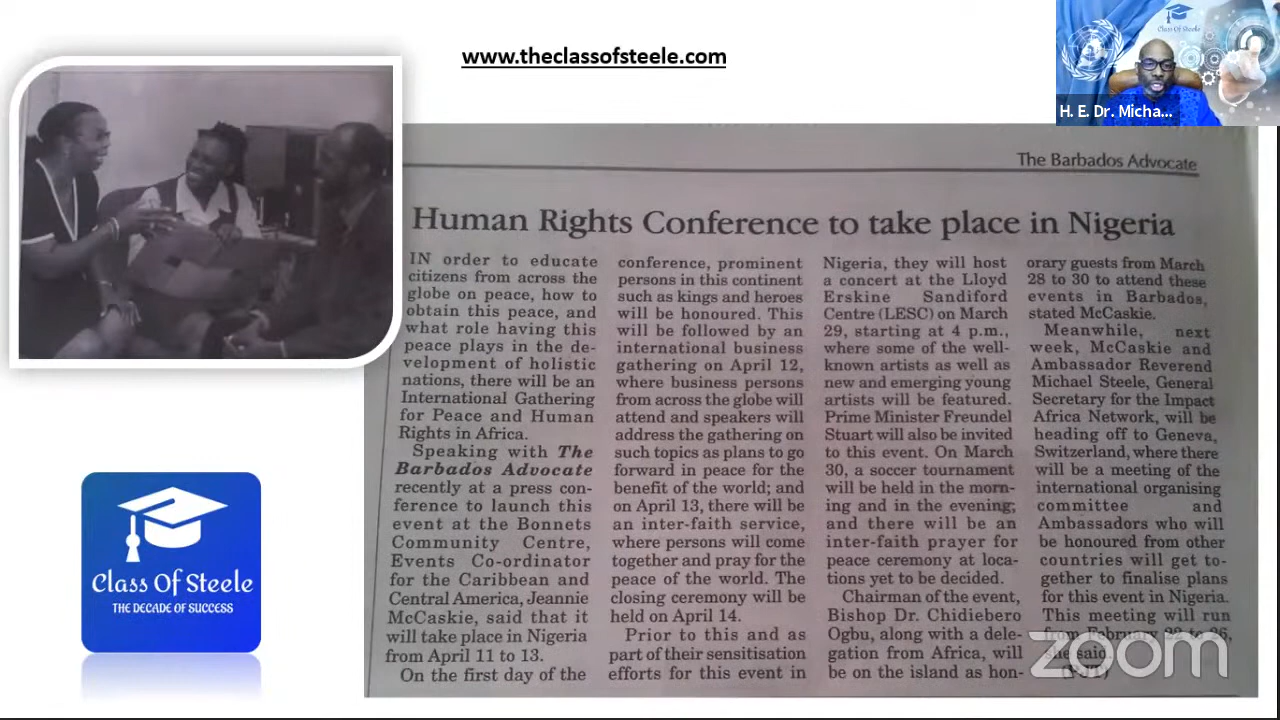 www.theclassofsteele.com
Class Of Steele
H. E. Dr. Micha...
The Barbados Advocate
Human Rights Conference to take place in Nigeria
IN order to educate
citizens from across the
globe on peace, how to
obtain this peace, and
what role having this
peace plays in the de-
velopment of holistic
nations, there will be an
International Gathering
for Peace and Human
Rights in Africa.
Speaking with The
Barbados Advocate
recently at a press con-
ference to launch this
event at the Bonnets
Community Centre,
Events Co-ordinator
for the Caribbean and
Central America, Jeannie
McCaskie, said that it
will take place in Nigeria
from April 11 to 13.
On the first day of the
conference, prominent
persons in this continent
such as kings and heroes
will be honoured. This
will be followed by an
international business
gathering on April 12,
where business persons
from across the globe will
attend and speakers will
address the gathering on
such topics as plans to go
forward in peace for the
benefit of the world; and
on April 13, there will be
an inter-faith service,
where persons will come
together and pray for the
peace of the world. The
closing ceremony will be
held on April 14.
Prior to this and as
part of their sensitisation
efforts for this event in
Nigeria, they will host
a concert at the Lloyd
Erskine Sandiford
Centre (LESC) on March
29, starting at 4 p.m.,
where some of the well-
known artists as well as
new and emerging young
artists will be featured.
Prime Minister Freundel
Stuart will also be invited
to this event. On March
30, a soccer tournament
will be held in the morn-
ing and in the evening;
and there will be an
inter-faith prayer for
peace ceremony at loca-
tions yet to be decided.
Chairman of the event,
Bishop Dr. Chidiebero
Ogbu, along with a dele-
gation from Africa, will
be on the island as hon-
orary guests from March
28 to 30 to attend these
events in Barbados,
stated McCaskie.
Meanwhile, next
week, McCaskie and
Ambassador Reverend
Michael Steele, General
Secretary for the Impact
Africa Network, will be
heading off to Geneva,
Switzerland, where there
will be a meeting of the
international organising
committee and
Ambassadors who will
be honoured from other
countries will get to-
gether to finalise plans
for this event in Nigeria.
This meeting will run
from February to 26,
she said
zoom
Class Of Steele
THE DECADE OF SUCCESS